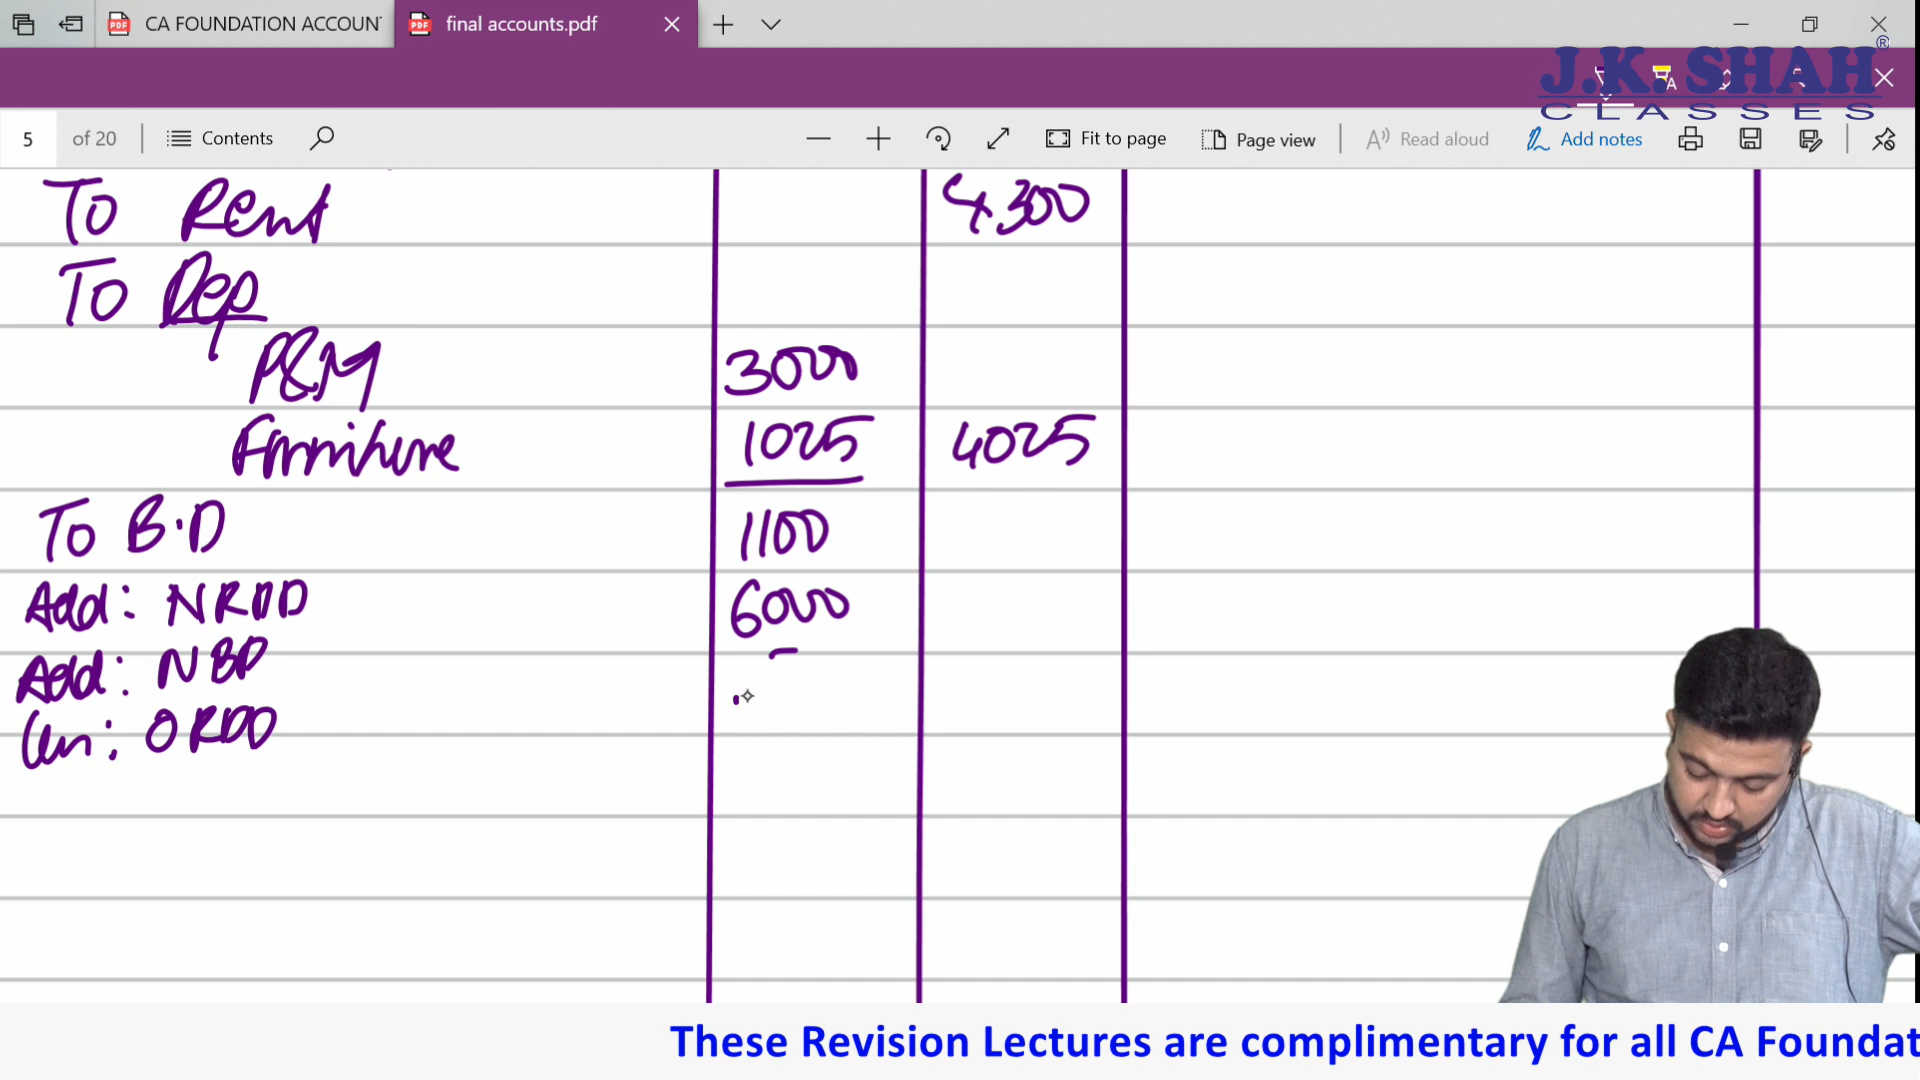 CA FOUNDATION ACCOUNT
final accounts.pdf
J.K. SHAH ®
CLASSES
5 of 20 Contents Fit to page Page view Read aloud Add notes
To Rent 4300
To Dep
P&M 3000
Furniture 1025 4025
To B.D 1100
Add: NRDD 6000
Add: NBD -
Less: ORDD
These Revision Lectures are complimentary for all CA Foundat